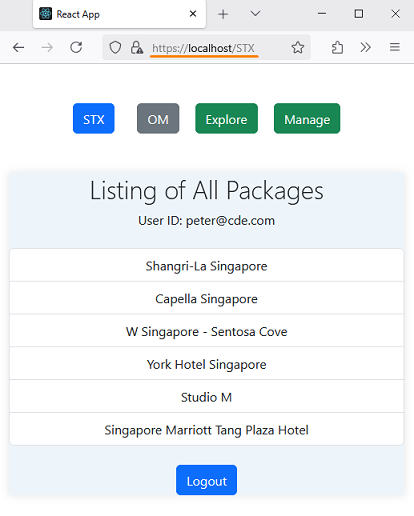 React App
https://localhost/STX
STX OM Explore Manage
Listing of All Packages
User ID: peter@cde.com
Shangri-La Singapore
Capella Singapore
W Singapore - Sentosa Cove
York Hotel Singapore
Studio M
Singapore Marriott Tang Plaza Hotel
Logout